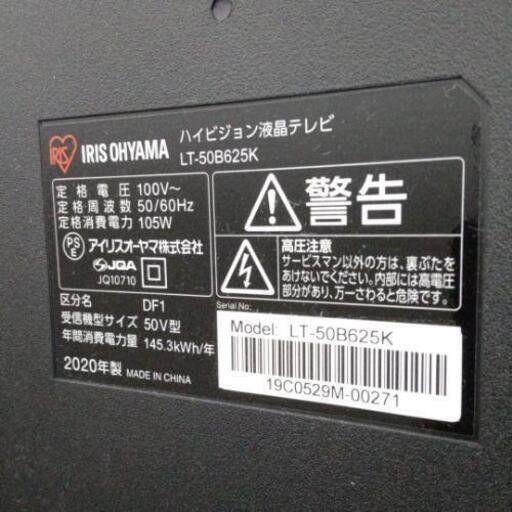 IRIS
IRIS OHYAMA
ハイビジョン液晶テレビ
LT-50B625K
定格電圧 100V~
定格周波数 50/60Hz
定格消費電力 105W
PS
E
アイリスオーヤマ株式会社
JQA
JQ10710
区分名 DF1
受信機型サイズ 50V型
年間消費電力量 145.3kWh/年
2020年製 MADE IN CHINA
警告
高圧注意
サービスマン以外の方は、裏ぶたを
あけないでください。内部には高電圧
部分があり、万一さわると危険です。
Serial No:
Model: LT-50B625K
19C0529M-00271